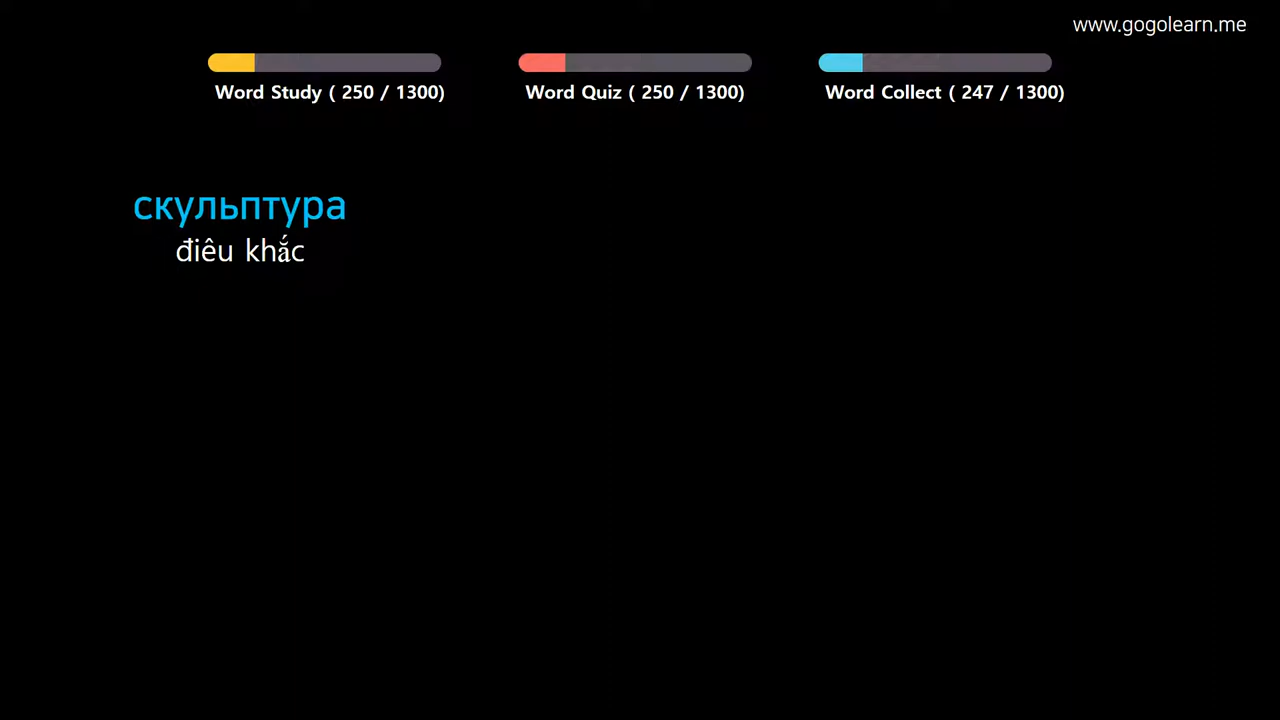 www.gogolearn.me
Word Study ( 250 / 1300)
Word Quiz ( 250 / 1300)
Word Collect ( 247 / 1300)
скульптура
điêu khắc